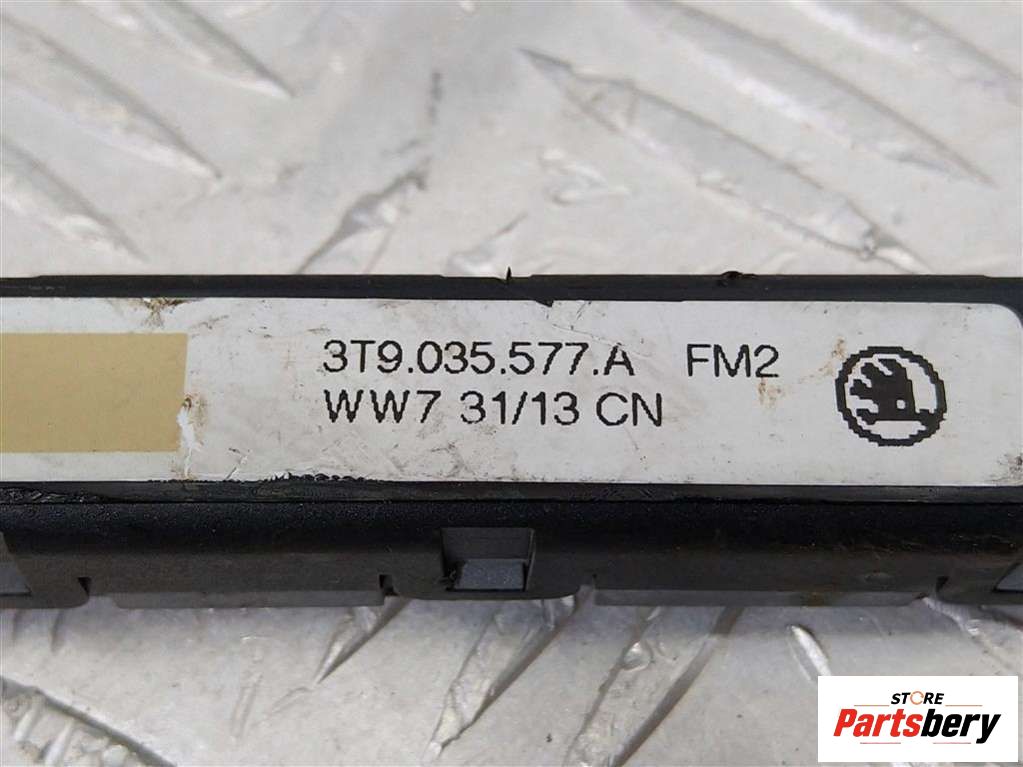 3T9.035.577.A FM2
WW7 31/13 CN
STORE
Partsbery